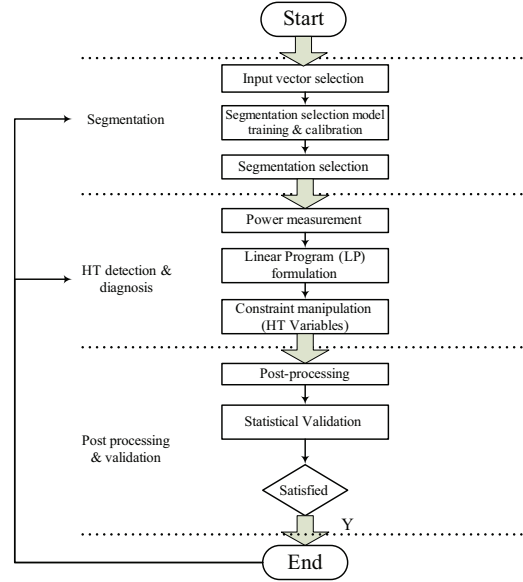 Start
Input vector selection
Segmentation selection model
training & calibration
Segmentation
Segmentation selection
Power measurement
Linear Program (LP)
formulation
HT detection &
diagnosis
Constraint manipulation
(HT Variables)
Post-processing
Statistical Validation
Post processing
& validation
Satisfied
Y
End